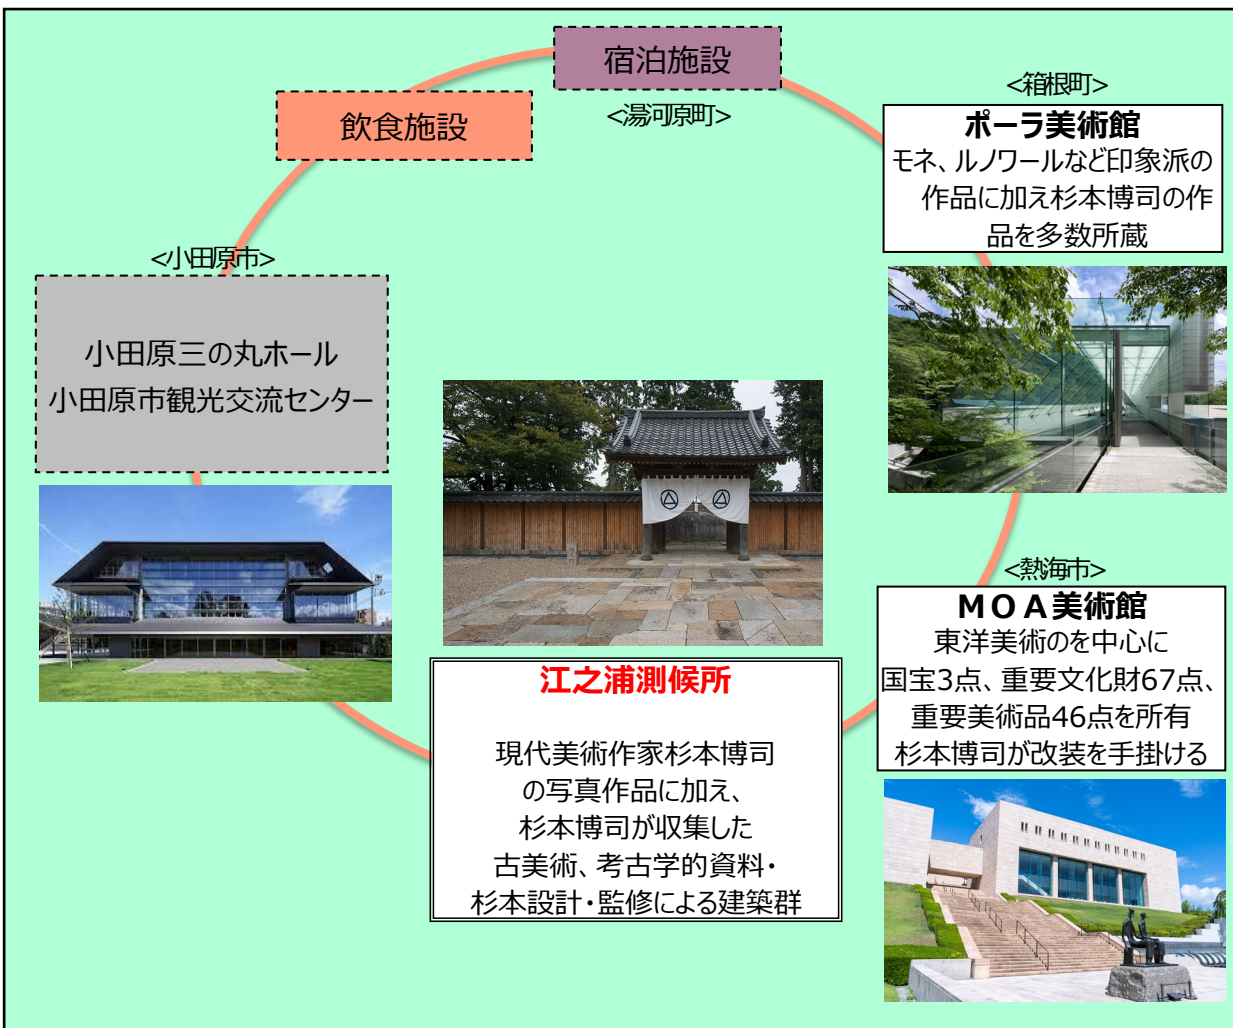 宿泊施設
<湯河原町>
飲食施設
<箱根町>
ポーラ美術館
モネ、ルノワールなど印象派の
作品に加え杉本博司の作
品を多数所蔵
<小田原市>
小田原三の丸ホール
小田原市観光交流センター
<熱海市>
ＭＯＡ美術館
東洋美術のを中心に
国宝3点、重要文化財67点、
重要美術品46点を所有
杉本博司が改装を手掛ける
江之浦測候所
現代美術作家杉本博司
の写真作品に加え、
杉本博司が収集した
古美術、考古学的資料・
杉本設計・監修による建築群